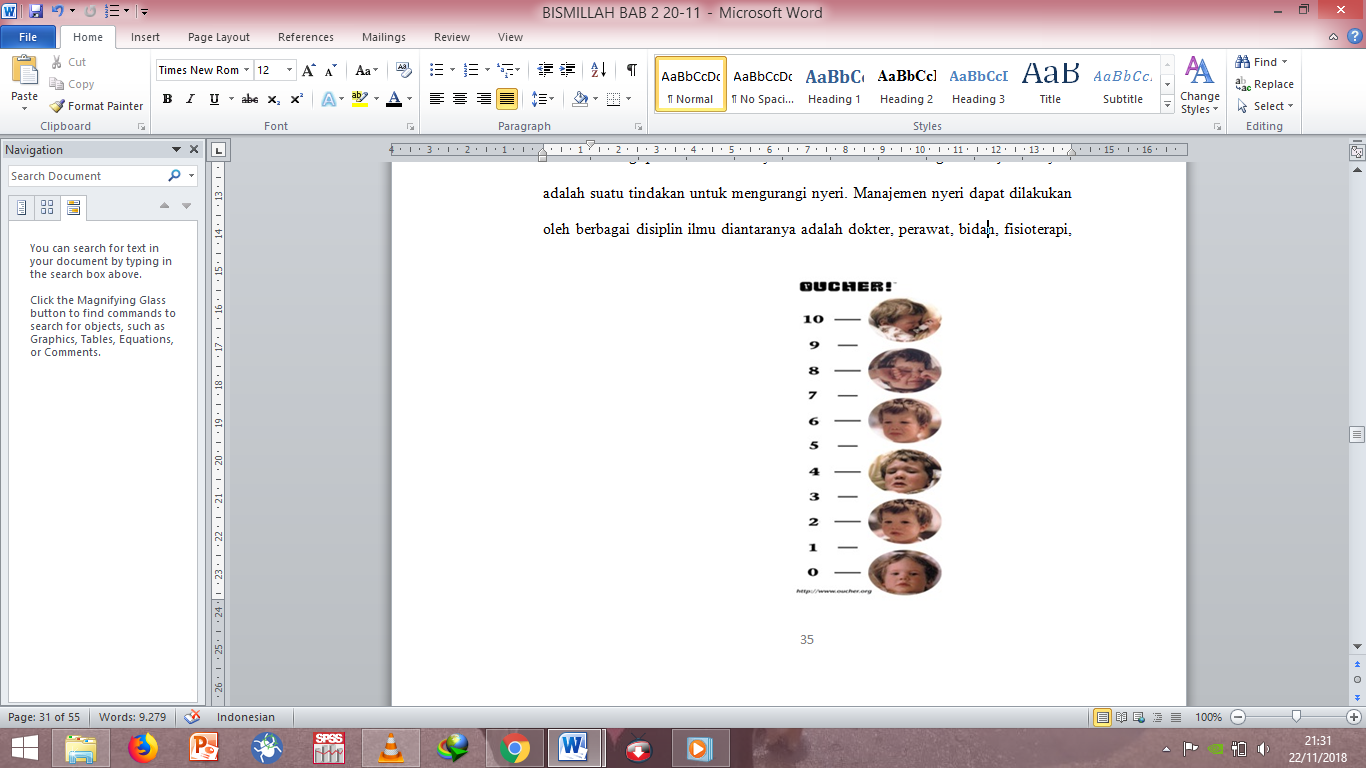 BISMILLAH BAB 2 20-11 - Microsoft Word
File Home Insert Page Layout References Mailings Review View
Paste
Cut
Copy
Format Painter
Clipboard
Times New Rom 12
Font
Paragraph
AaBbCcDc AaBbCcDc AaBbC AaBbCc AaBbCcI AaB AaBbCc.
¶ Normal ¶ No Spaci... Heading 1 Heading 2 Heading 3 Title Subtitle
Change Styles
Styles
Find
Replace
Select
Editing
Navigation
Search Document
You can search for text in
your document by typing in
the search box above.
Click the Magnifying Glass
button to find commands to
search for objects, such as
Graphics, Tables, Equations,
or Comments.
adalah suatu tindakan untuk mengurangi nyeri. Manajemen nyeri dapat dilakukan
oleh berbagai disiplin ilmu diantaranya adalah dokter, perawat, bidan, fisioterapi,
OUCHER!
10
9
8
7
6
5
4
3
2
1
0
http://www.oucher.org
35
Page: 31 of 55 Words: 9.279 Indonesian 100%
SPSS
21:31
22/11/2018